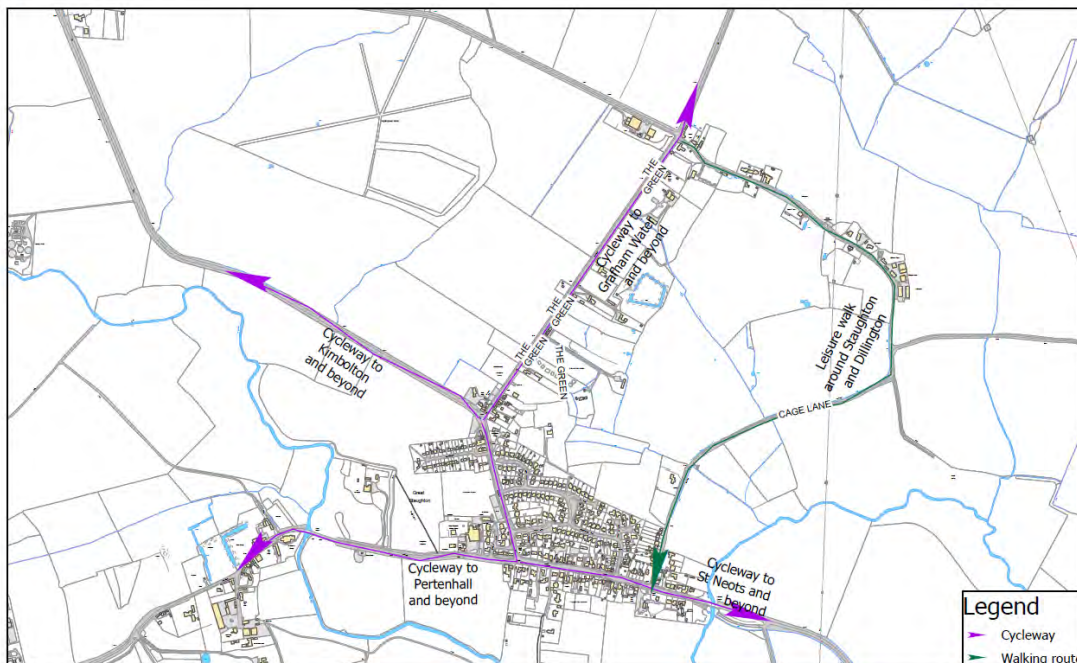 THE
GREEN
Cycleway to
Grafham Water
and beyond
THE
GREEN
THE
GREEN
THE GREEN
Cycleway to
Kimbolton
and beyond
Leisure walk
around Staughton
and Dillington
CAGE LANE
Great
Staughton
Cycleway to
Pertenhall
and beyond
Cycleway to
St Neots and
beyond
Legend
Cycleway
Walking route